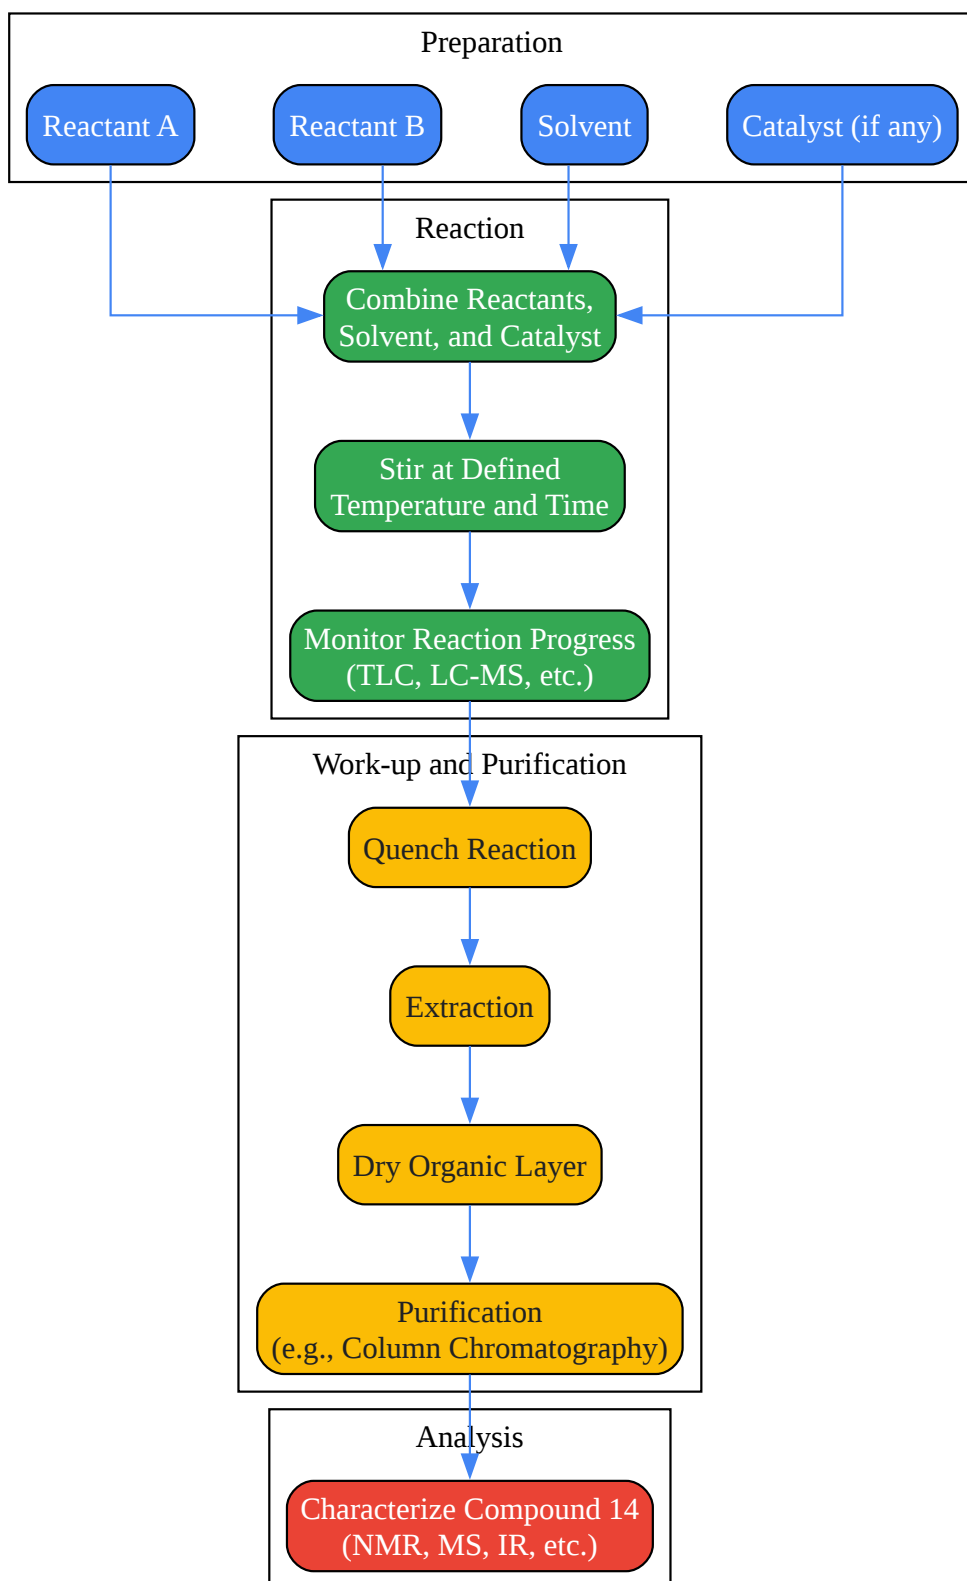 Preparation
Reactant A
Reactant B
Solvent
Catalyst (if any)
Reaction
Combine Reactants,
Solvent, and Catalyst
Stir at Defined
Temperature and Time
Monitor Reaction Progress
(TLC, LC-MS, etc.)
Work-up and Purification
Quench Reaction
Extraction
Dry Organic Layer
Purification
(e.g., Column Chromatography)
Analysis
Characterize Compound 14
(NMR, MS, IR, etc.)